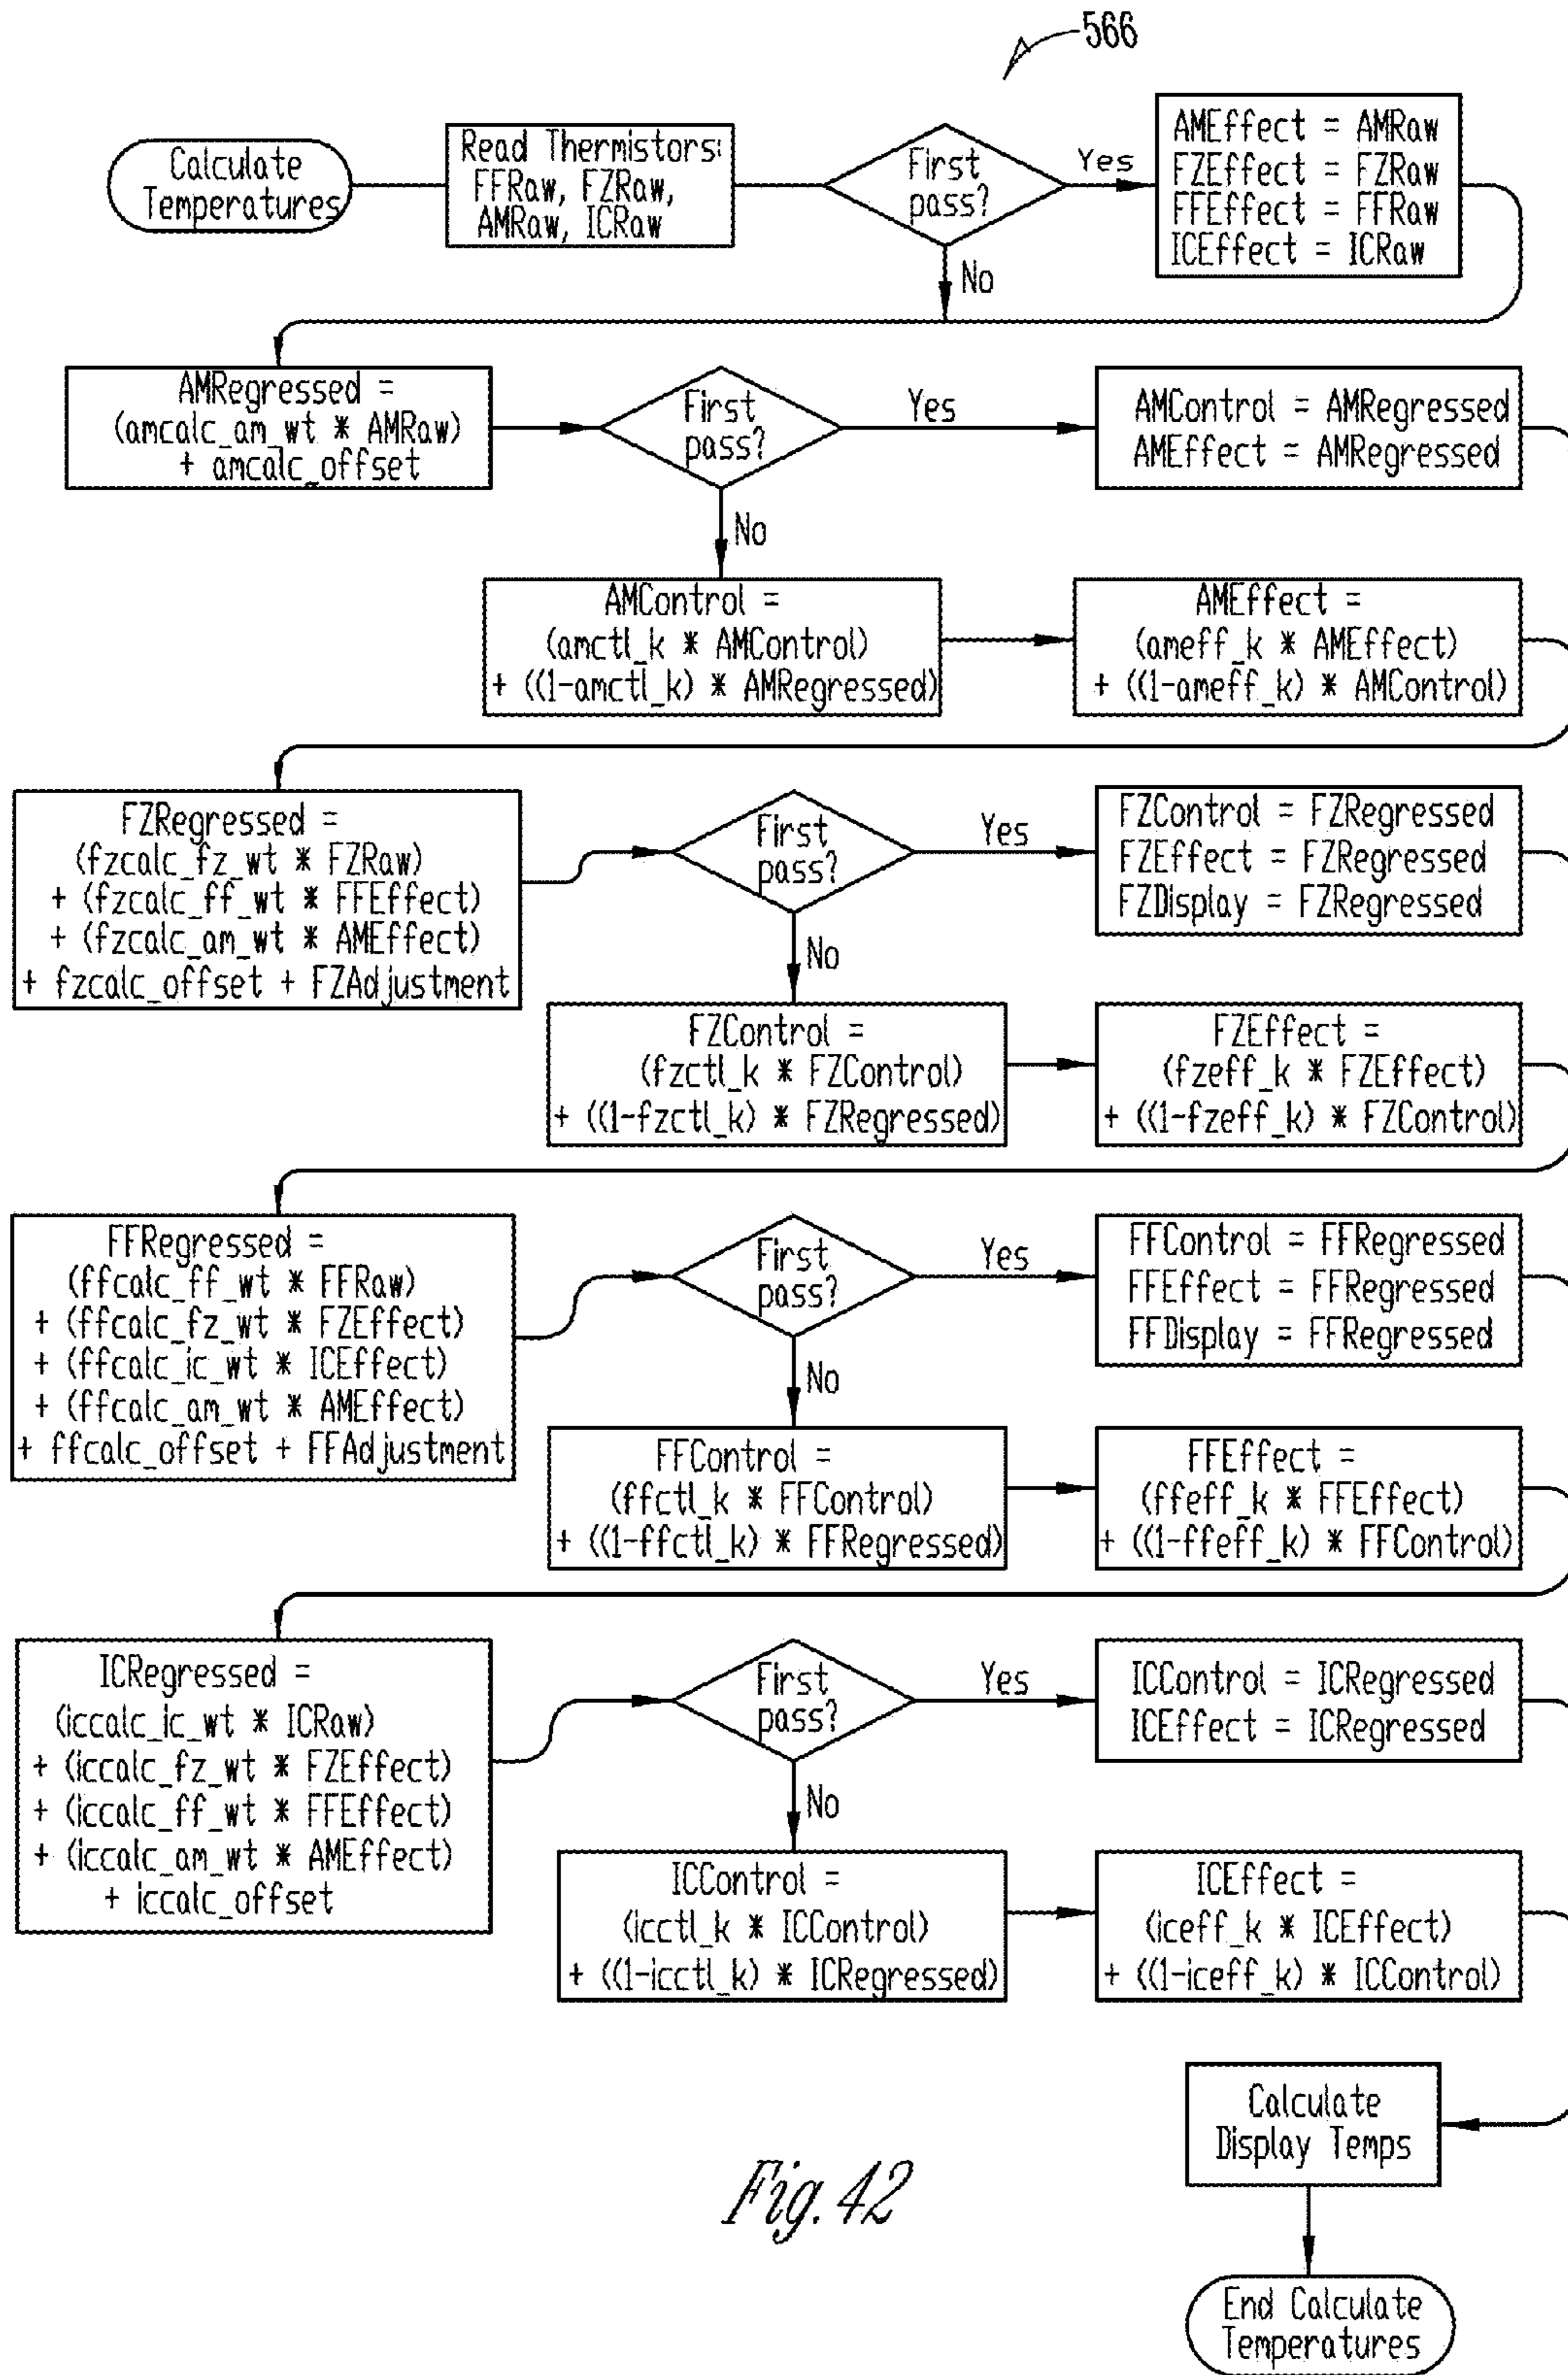 566
Calculate
Temperatures
Read Thermistors:
FFRaw, FZRaw,
AMRaw, ICRaw
First
pass?
Yes
No
AMEffect = AMRaw
FZEffect = FZRaw
FFEffect = FFRaw
ICEffect = ICRaw
AMRegressed =
(amcalc_am_wt * AMRaw)
+ amcalc_offset
First
pass?
Yes
No
AMControl = AMRegressed
AMEffect = AMRegressed
AMControl =
(amctl_k * AMControl)
+ ((1-amctl_k) * AMRegressed)
AMEffect =
(ameff_k * AMEffect)
+ ((1-ameff_k) * AMControl)
FZRegressed =
(fzcalc_fz_wt * FZRaw)
+ (fzcalc_ff_wt * FFEffect)
+ (fzcalc_am_wt * AMEffect)
+ fzcalc_offset + FZAdjustment
First
pass?
Yes
No
FZControl = FZRegressed
FZEffect = FZRegressed
FZDisplay = FZRegressed
FZControl =
(fzctl_k * FZControl)
+ ((1-fzctl_k) * FZRegressed)
FZEffect =
(fzeff_k * FZEffect)
+ ((1-fzeff_k) * FZControl)
FFRegressed =
(ffcalc_ff_wt * FFRaw)
+ (ffcalc_fz_wt * FZEffect)
+ (ffcalc_ic_wt * ICEffect)
+ (ffcalc_am_wt * AMEffect)
+ ffcalc_offset + FFAdjustment
First
pass?
Yes
No
FFControl = FFRegressed
FFEffect = FFRegressed
FFDisplay = FFRegressed
FFControl =
(ffctl_k * FFControl)
+ ((1-ffctl_k) * FFRegressed)
FFEffect =
(ffeff_k * FFEffect)
+ ((1-ffeff_k) * FFControl)
ICRegressed =
(iccalc_ic_wt * ICRaw)
+ (iccalc_fz_wt * FZEffect)
+ (iccalc_ff_wt * FFEffect)
+ (iccalc_am_wt * AMEffect)
+ iccalc_offset
First
pass?
Yes
No
ICControl = ICRegressed
ICEffect = ICRegressed
ICControl =
(icctl_k * ICControl)
+ ((1-icctl_k) * ICRegressed)
ICEffect =
(iceff_k * ICEffect)
+ ((1-iceff_k) * ICControl)
Calculate
Display Temps
End Calculate
Temperatures
Fig. 42